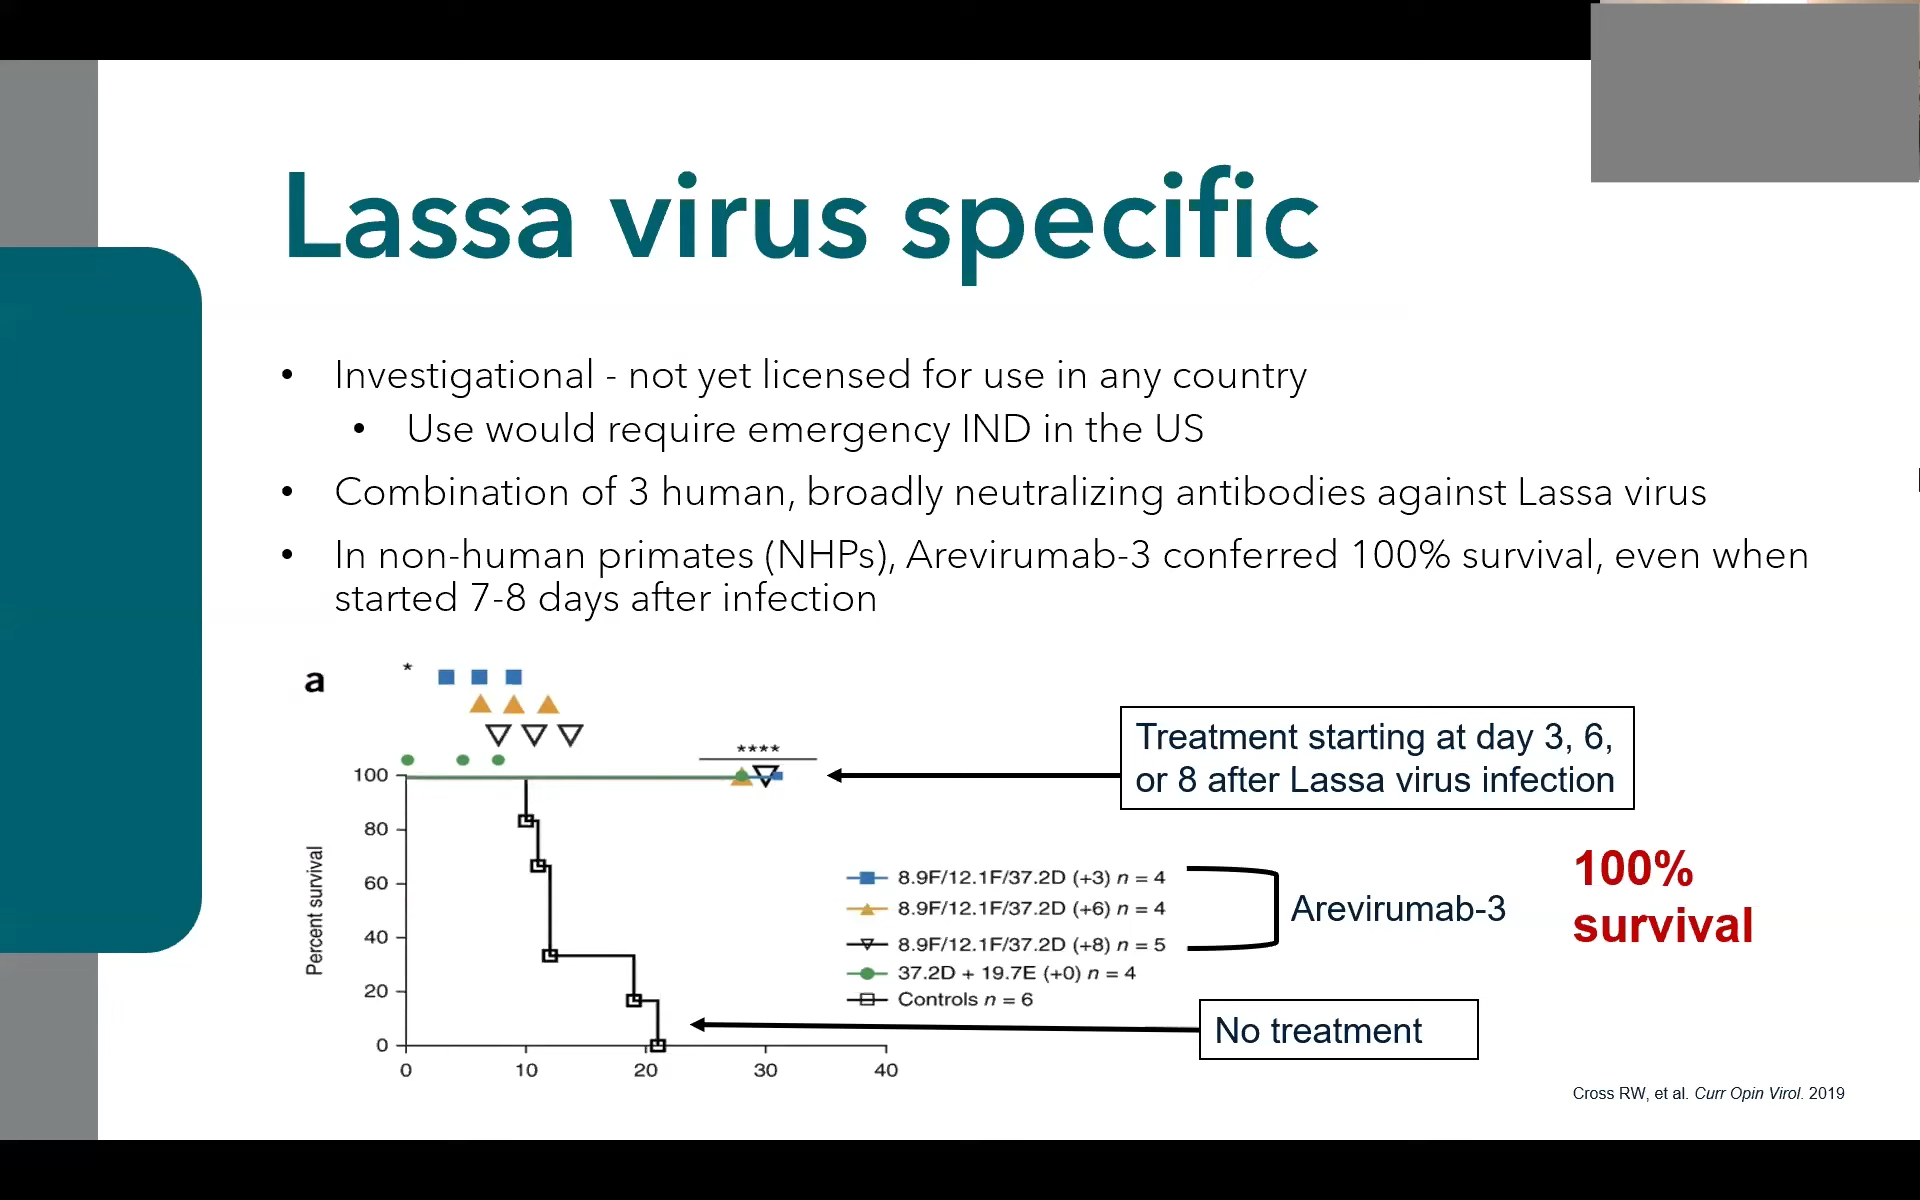 Lassa virus specific
• Investigational - not yet licensed for use in any country
• Use would require emergency IND in the US
• Combination of 3 human, broadly neutralizing antibodies against Lassa virus
• In non-human primates (NHPs), Arevirumab-3 conferred 100% survival, even when
started 7-8 days after infection
a
*
****
Treatment starting at day 3, 6,
or 8 after Lassa virus infection
100
80
60
40
20
0
Percent survival
0 10 20 30 40
8.9F/12.1F/37.2D (+3) n = 4
8.9F/12.1F/37.2D (+6) n = 4
8.9F/12.1F/37.2D (+8) n = 5
37.2D + 19.7E (+0) n = 4
Controls n = 6
Arevirumab-3
100%
survival
No treatment
Cross RW, et al. Curr Opin Virol. 2019